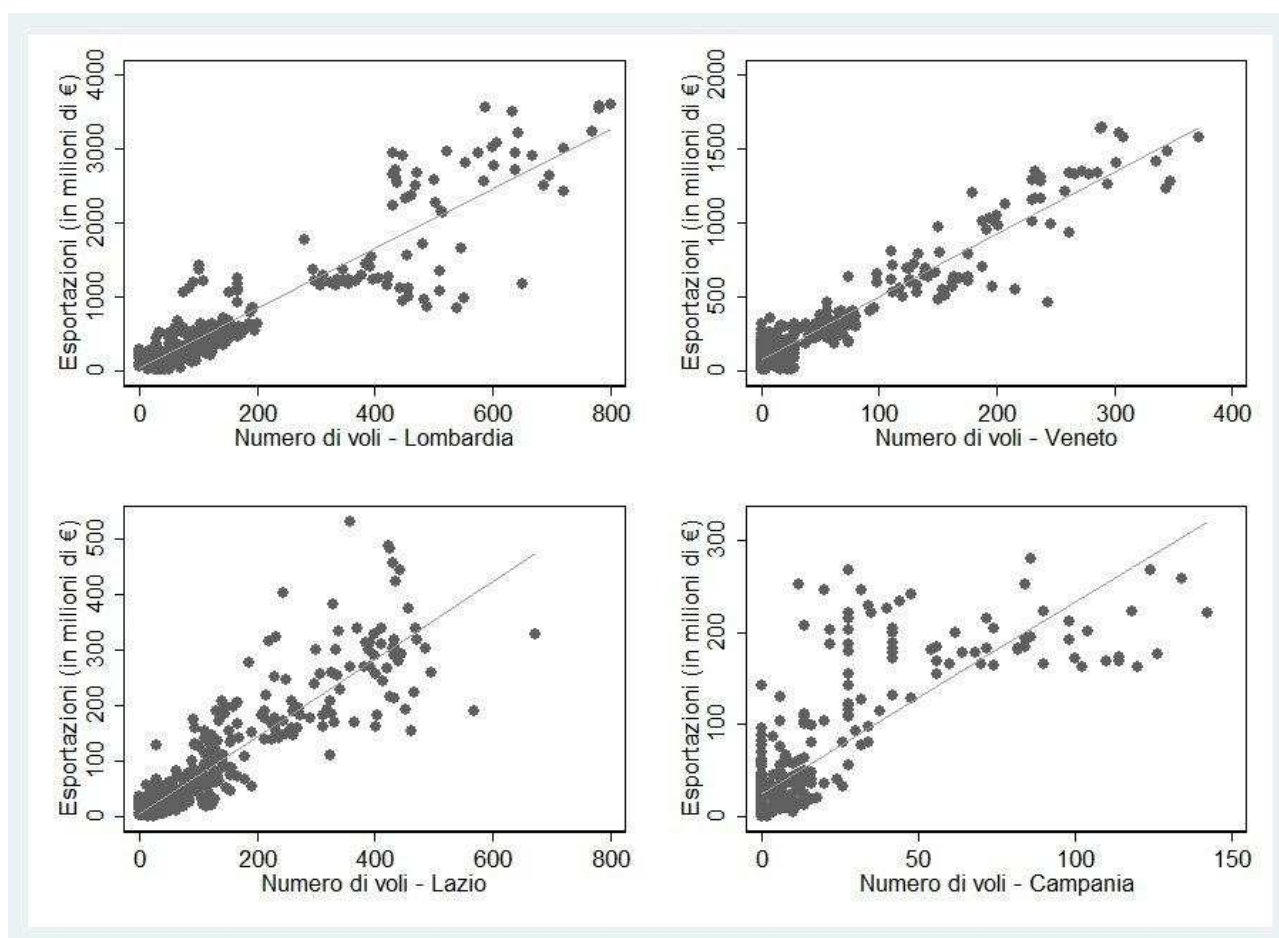 Esportazioni (in milioni di €)
0 1000 2000 3000 4000
0 200 400 600 800
Numero di voli - Lombardia
Esportazioni (in milioni di €)
0 500 1000 1500 2000
0 100 200 300 400
Numero di voli - Veneto
Esportazioni (in milioni di €)
0 100 200 300 400 500
0 200 400 600 800
Numero di voli - Lazio
Esportazioni (in milioni di €)
0 100 200 300
0 50 100 150
Numero di voli - Campania